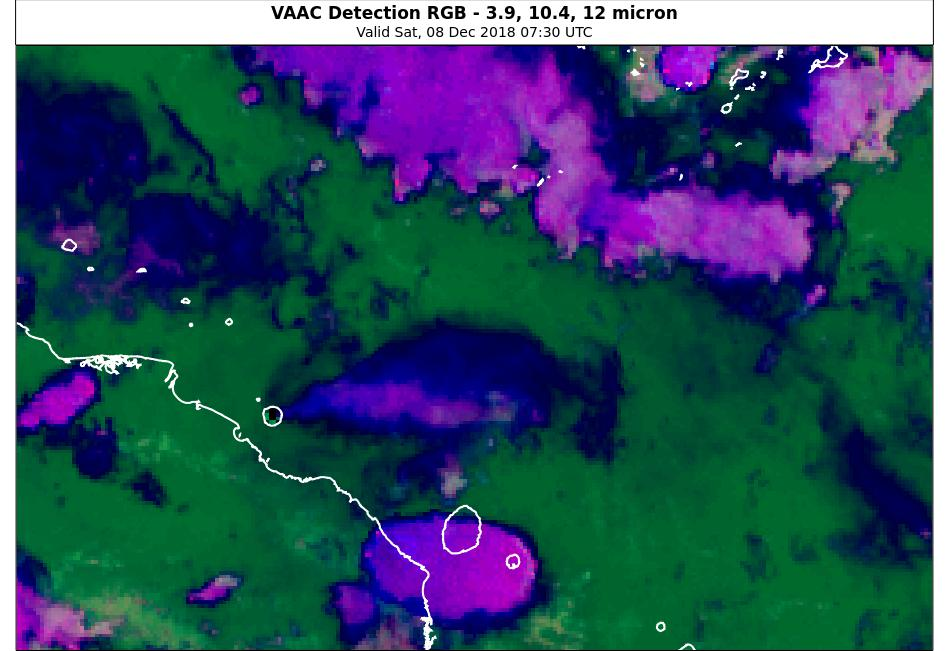 VAAC Detection RGB - 3.9, 10.4, 12 micron
Valid Sat, 08 Dec 2018 07:30 UTC